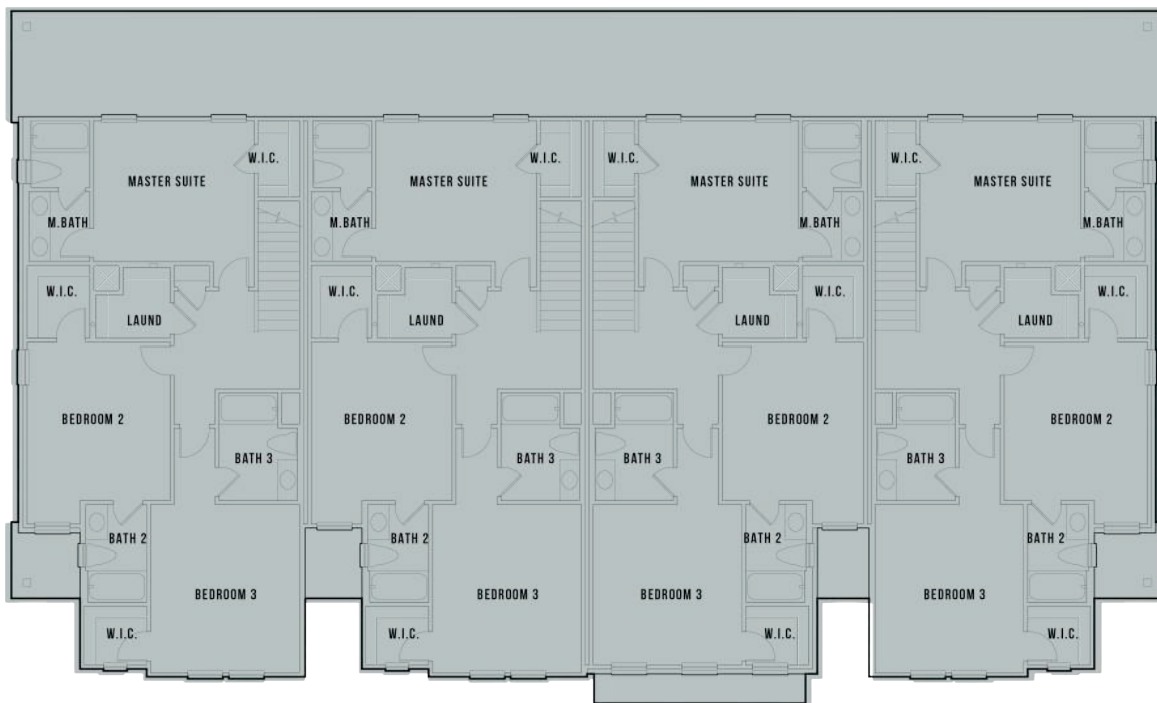 W.I.C. W.I.C. W.I.C. W.I.C.
MASTER SUITE MASTER SUITE MASTER SUITE MASTER SUITE
M.BATH M.BATH M.BATH M.BATH
W.I.C. W.I.C. W.I.C. W.I.C.
LAUND LAUND LAUND LAUND
BEDROOM 2 BEDROOM 2 BEDROOM 2 BEDROOM 2
BATH 3 BATH 3 BATH 3 BATH 3
BATH 2 BATH 2 BATH 2 BATH 2
BEDROOM 3 BEDROOM 3 BEDROOM 3 BEDROOM 3
W.I.C. W.I.C. W.I.C. W.I.C.